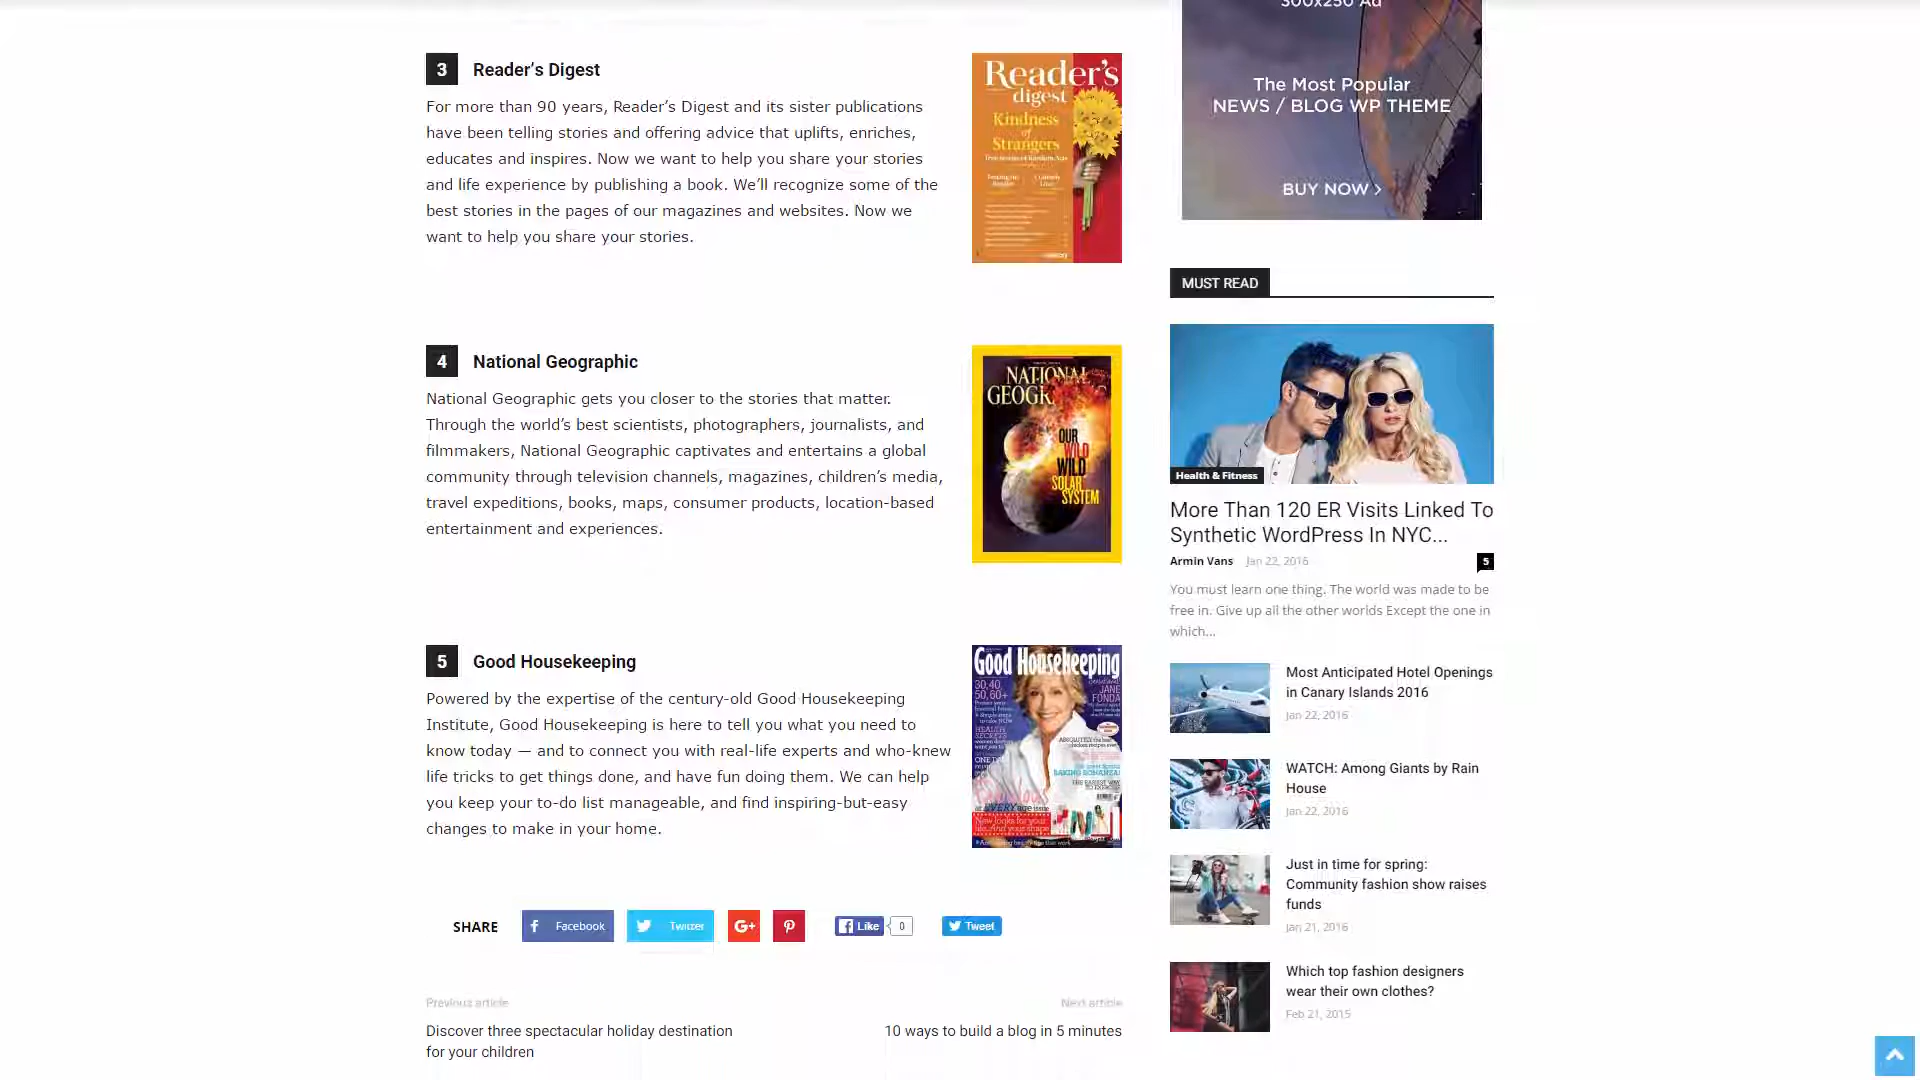 300x250 Ad
The Most Popular
NEWS / BLOG WP THEME
BUY NOW
3 Reader’s Digest
For more than 90 years, Reader’s Digest and its sister publications
have been telling stories and offering advice that uplifts, enriches,
educates and inspires. Now we want to help you share your stories
and life experience by publishing a book. We’ll recognize some of the
best stories in the pages of our magazines and websites. Now we
want to help you share your stories.
Reader’s
digest
Kindness
of
Strangers
4 National Geographic
National Geographic gets you closer to the stories that matter.
Through the world’s best scientists, photographers, journalists, and
filmmakers, National Geographic captivates and entertains a global
community through television channels, magazines, children’s media,
travel expeditions, books, maps, consumer products, location-based
entertainment and experiences.
NATIONAL
OUR
WILD
WILD
SOLAR
SYSTEM
5 Good Housekeeping
Powered by the expertise of the century-old Good Housekeeping
Institute, Good Housekeeping is here to tell you what you need to
know today — and to connect you with real-life experts and who-knew
life tricks to get things done, and have fun doing them. We can help
you keep your to-do list manageable, and find inspiring-but-easy
changes to make in your home.
Good Housekeeping
30,40,
50,60+
JANE
FONDA
HEALTH
SECRETS
SHARE Facebook Twitter G+ Like 0 Tweet
Previous article
Discover three spectacular holiday destination
for your children
Next article
10 ways to build a blog in 5 minutes
MUST READ
Health & Fitness
More Than 120 ER Visits Linked To
Synthetic WordPress In NYC...
Armin Vans Jan 22, 2016 5
You must learn one thing. The world was made to be
free in. Give up all the other worlds Except the one in
which...
Most Anticipated Hotel Openings
in Canary Islands 2016
Jan 22, 2016
WATCH: Among Giants by Rain
House
Jan 22, 2016
Just in time for spring:
Community fashion show raises
funds
Jan 21, 2016
Which top fashion designers
wear their own clothes?
Feb 21, 2015